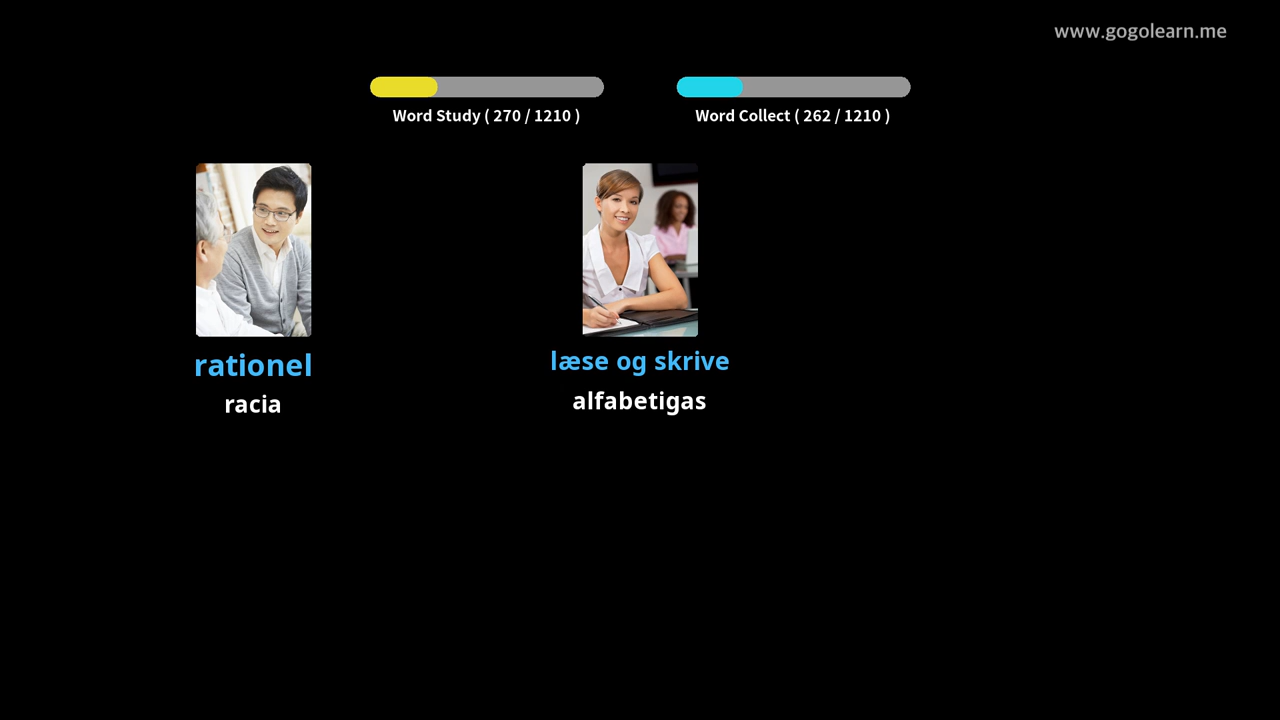 www.gogolearn.me
Word Study ( 270 / 1210 )
Word Collect ( 262 / 1210 )
rationel
racia
læse og skrive
alfabetigas